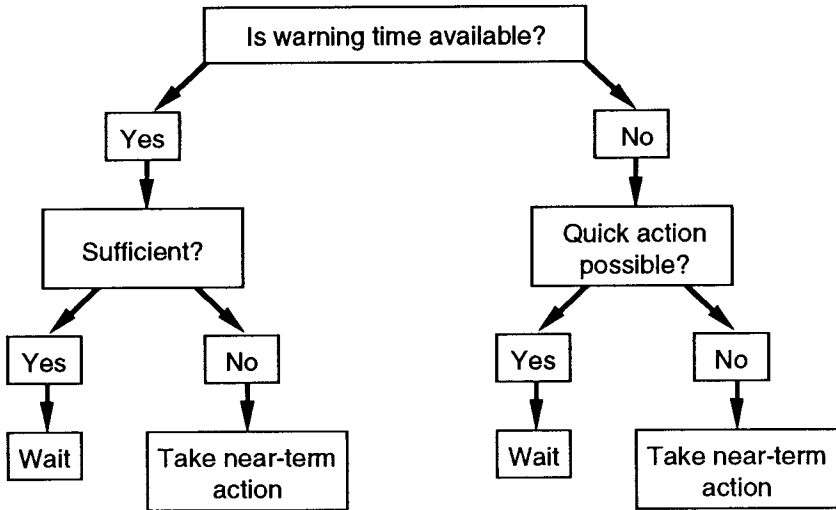 Is warning time available?
Yes
No
Sufficient?
Quick action
possible?
Yes
No
Yes
No
Wait
Take near-term
action
Wait
Take near-term
action